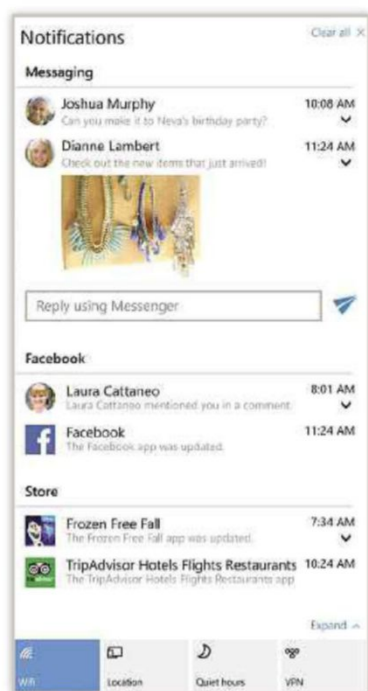 Notifications
Clear all ×
Messaging
Joshua Murphy 10:08 AM
Can you make it to Neva's birthday party?
Dianne Lambert 11:24 AM
Check out the new items that just arrived!
Reply using Messenger
Facebook
Laura Cattaneo 8:01 AM
Laura Cattaneo mentioned you in a comment.
Facebook 11:24 AM
The Facebook app was updated.
Store
Frozen Free Fall 7:34 AM
The Frozen Free Fall app was updated.
TripAdvisor Hotels Flights Restaurants 10:24 AM
The TripAdvisor Hotels Flights Restaurants app
Expand
WiFi Location Quiet hours VPN